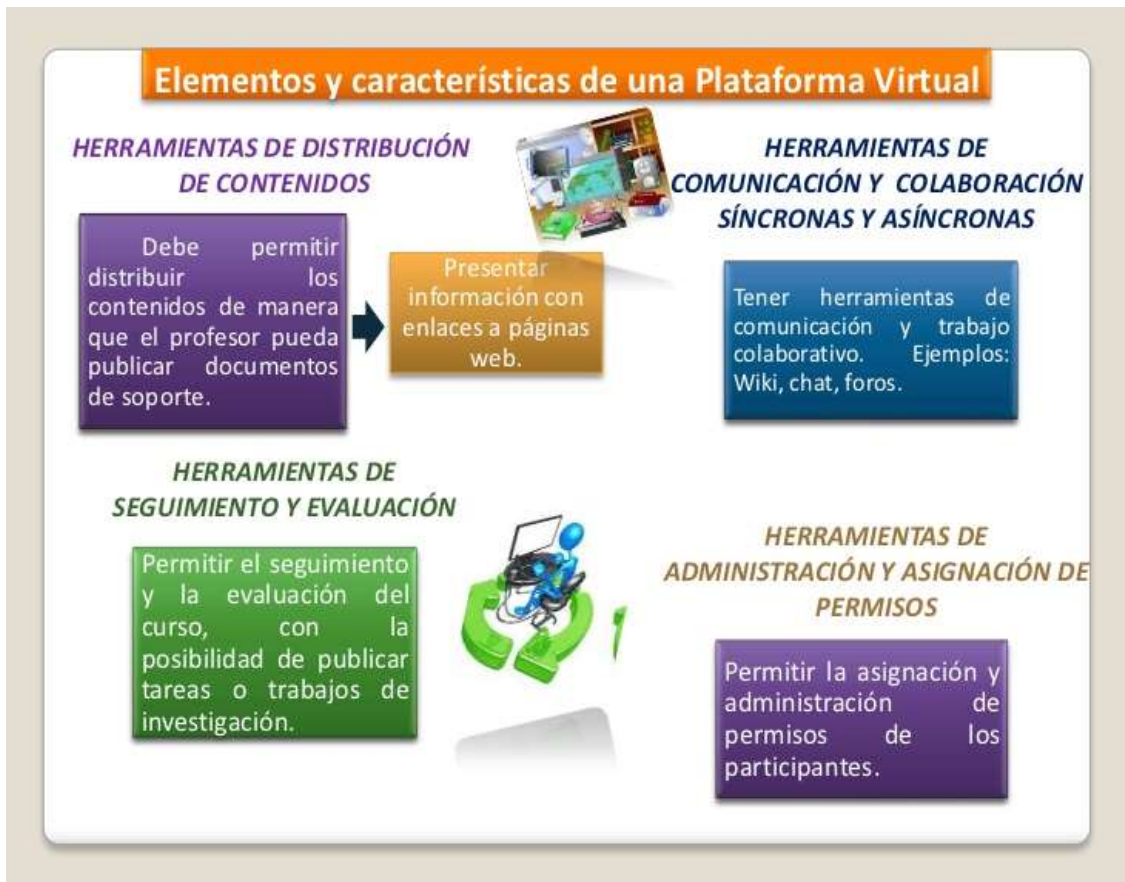 Elementos y características de una Plataforma Virtual
HERRAMIENTAS DE DISTRIBUCIÓN
DE CONTENIDOS
Debe permitir
distribuir los
contenidos de manera
que el profesor pueda
publicar documentos
de soporte.
Presentar
información con
enlaces a páginas
web.
HERRAMIENTAS DE
COMUNICACIÓN Y COLABORACIÓN
SÍNCRONAS Y ASÍNCRONAS
Tener herramientas de
comunicación y trabajo
colaborativo. Ejemplos:
Wiki, chat, foros.
HERRAMIENTAS DE
SEGUIMIENTO Y EVALUACIÓN
Permitir el seguimiento
y la evaluación del
curso, con la
posibilidad de publicar
tareas o trabajos de
investigación.
HERRAMIENTAS DE
ADMINISTRACIÓN Y ASIGNACIÓN DE
PERMISOS
Permitir la asignación y
administración de
permisos de los
participantes.